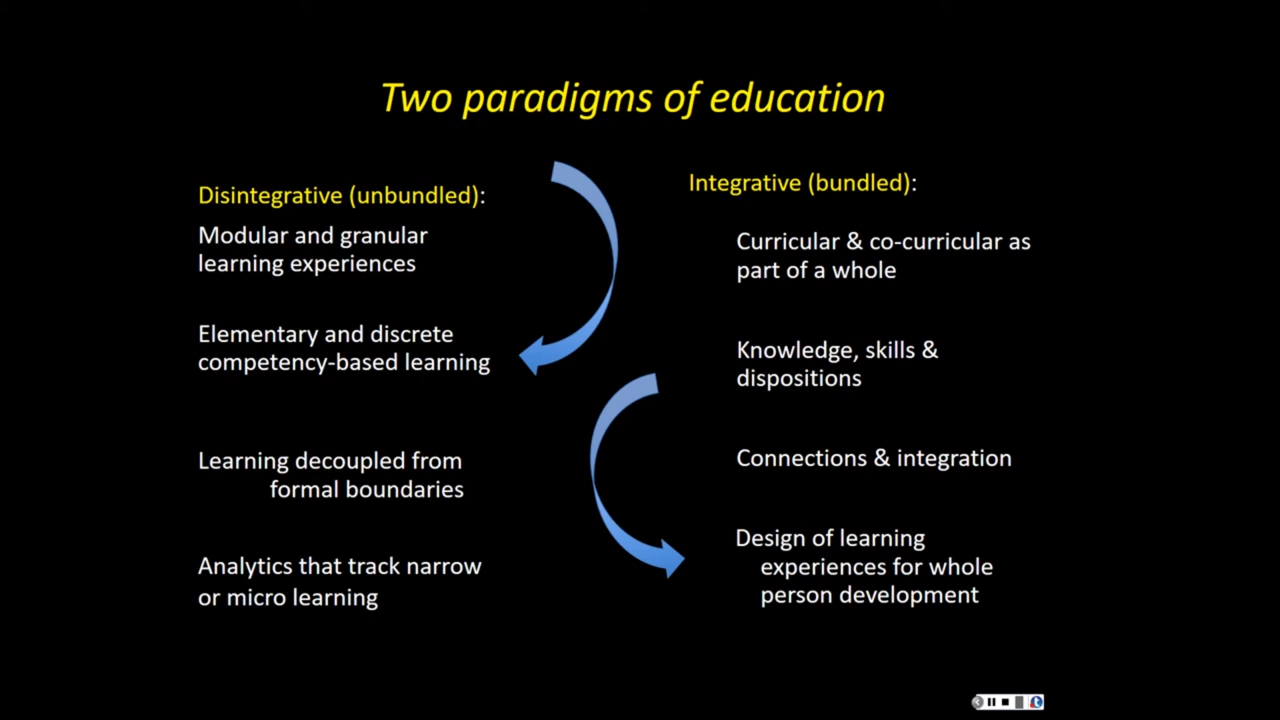 Two paradigms of education
Disintegrative (unbundled):
Modular and granular
learning experiences
Elementary and discrete
competency-based learning
Learning decoupled from
formal boundaries
Analytics that track narrow
or micro learning
Integrative (bundled):
Curricular & co-curricular as
part of a whole
Knowledge, skills &
dispositions
Connections & integration
Design of learning
experiences for whole
person development